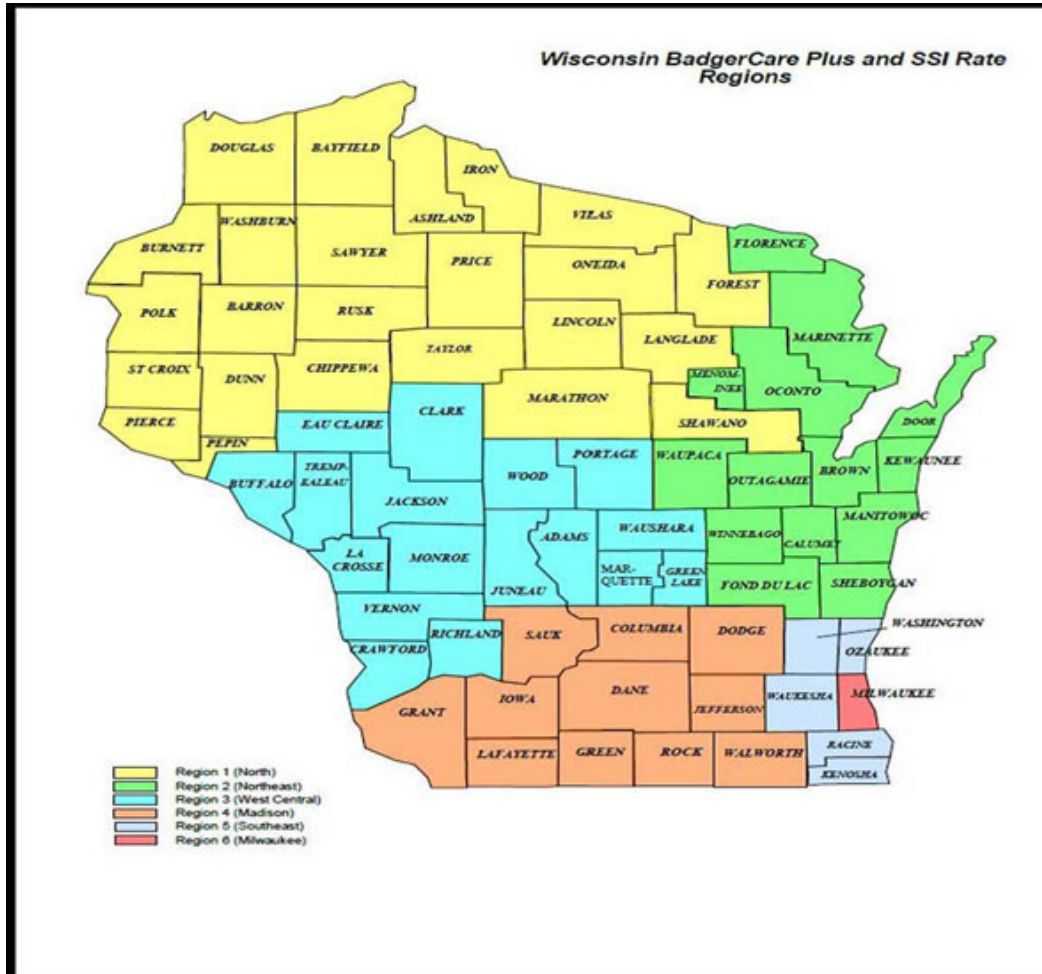 Wisconsin BadgerCare Plus and SSI Rate
Regions
DOUGLAS
BAYFIELD
IRON
ASHLAND
VILAS
WASHBURN
BURNETT
SAWYER
PRICE
ONEIDA
FLORENCE
FOREST
POLK
BARRON
RUSK
LINCOLN
LANGLADE
MARINETTE
TAYLOR
ST CROIX
DUNN
CHIPPEWA
MENOM-
INEE
OCONTO
CLARK
MARATHON
PIERCE
EAU CLAIRE
SHAWANO
DOOR
PEPIN
WAUPACA
PORTAGE
WOOD
BROWN
KEWAUNEE
BUFFALO
TREMP-
EALEAU
OUTAGAMIE
JACKSON
MANITOWOC
WAUSHARA
ADAMS
WINNEBAGO
CALUMET
LA
CROSSE
MONROE
MAR-
QUETTE
GREEN
LAKE
JUNEAU
FOND DU LAC
SHEBOYGAN
VERNON
RICHLAND
SAUK
COLUMBIA
DODGE
WASHINGTON
CRAWFORD
OZAUKEE
DANE
WAUKESHA
MILWAUKEE
IOWA
GRANT
JEFFERSON
LAFAYETTE
GREEN
ROCK
WALWORTH
RACINE
KENOSHA
Region 1 (North)
Region 2 (Northeast)
Region 3 (West Central)
Region 4 (Madison)
Region 5 (Southeast)
Region 6 (Milwaukee)